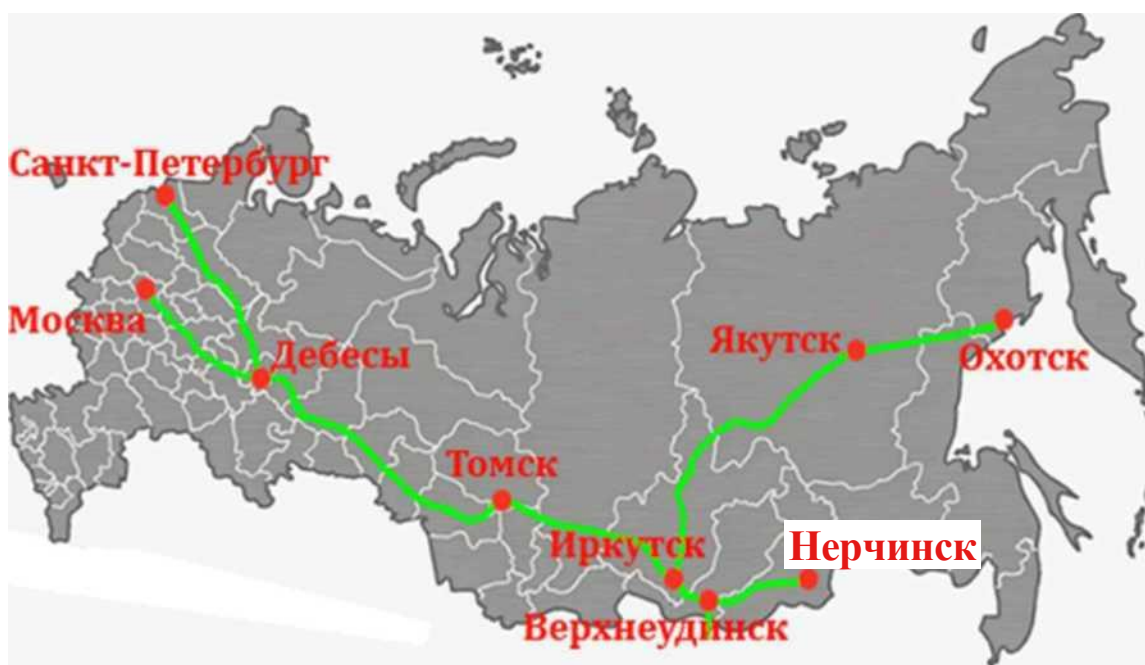 Санкт-Петербург
Москва
Дебесы
Якутск
Охотск
Томск
Иркутск
Нерчинск
Верхнеудинск